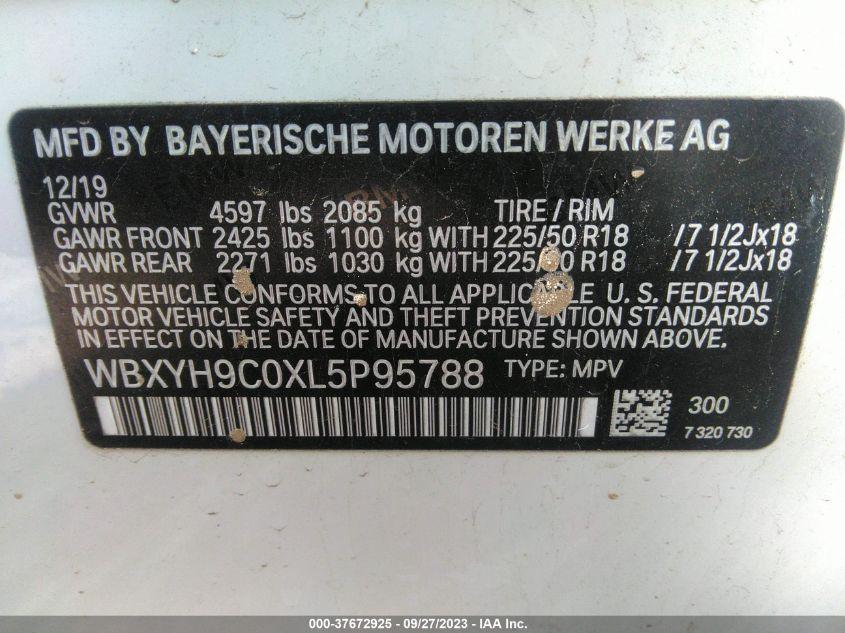 MFD BY BAYERISCHE MOTOREN WERKE AG
12/19
GVWR 4597 lbs 2085 kg TIRE / RIM
GAWR FRONT 2425 lbs 1100 kg WITH 225/50 R18 /7 1/2Jx18
GAWR REAR 2271 lbs 1030 kg WITH 225/50 R18 /7 1/2Jx18
THIS VEHICLE CONFORMS TO ALL APPLICABLE U. S. FEDERAL
MOTOR VEHICLE SAFETY AND THEFT PREVENTION STANDARDS
IN EFFECT ON THE DATE OF MANUFACTURE SHOWN ABOVE.
WBXYH9C0XL5P95788 TYPE: MPV
300
7 320 730
000-37672925 - 09/27/2023 - IAA Inc.